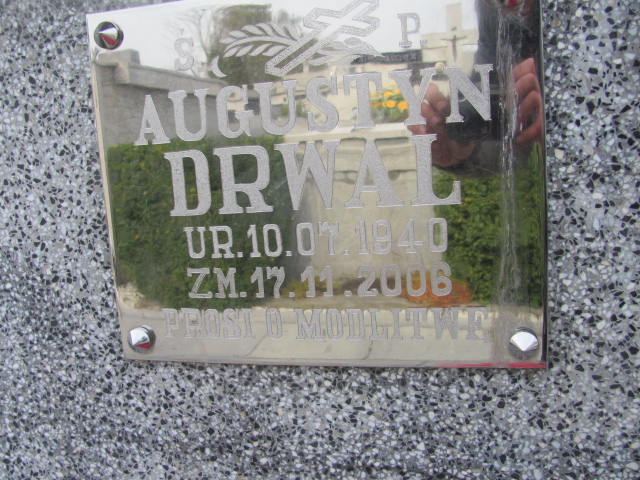 Ś. P
AUGUSTYN
DRWAL
UR.10.07.1940
ZM.17.11.2006
PROSI O MODLITWĘ